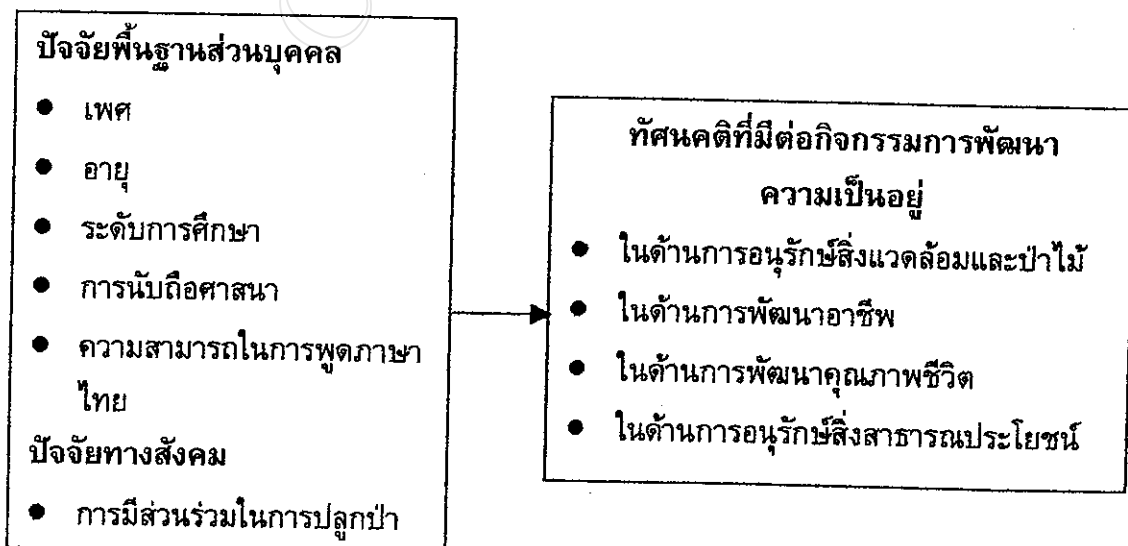 ปัจจัยพื้นฐานส่วนบุคคล
● เพศ
● อายุ
● ระดับการศึกษา
● การนับถือศาสนา
● ความสามารถในการพูดภาษา
ไทย
ปัจจัยทางสังคม
● การมีส่วนร่วมในการปลูกป่า
ทัศนคติที่มีต่อกิจกรรมการพัฒนา
ความเป็นอยู่
● ในด้านการอนุรักษ์สิ่งแวดล้อมและป่าไม้
● ในด้านการพัฒนาอาชีพ
● ในด้านการพัฒนาคุณภาพชีวิต
● ในด้านการอนุรักษ์สิ่งสาธารณประโยชน์